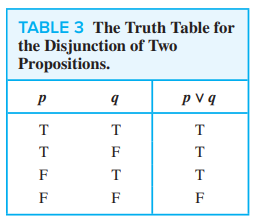 TABLE 3 The Truth Table for
the Disjunction of Two
Propositions.
p q p ∨ q
T T T
T F T
F T T
F F F